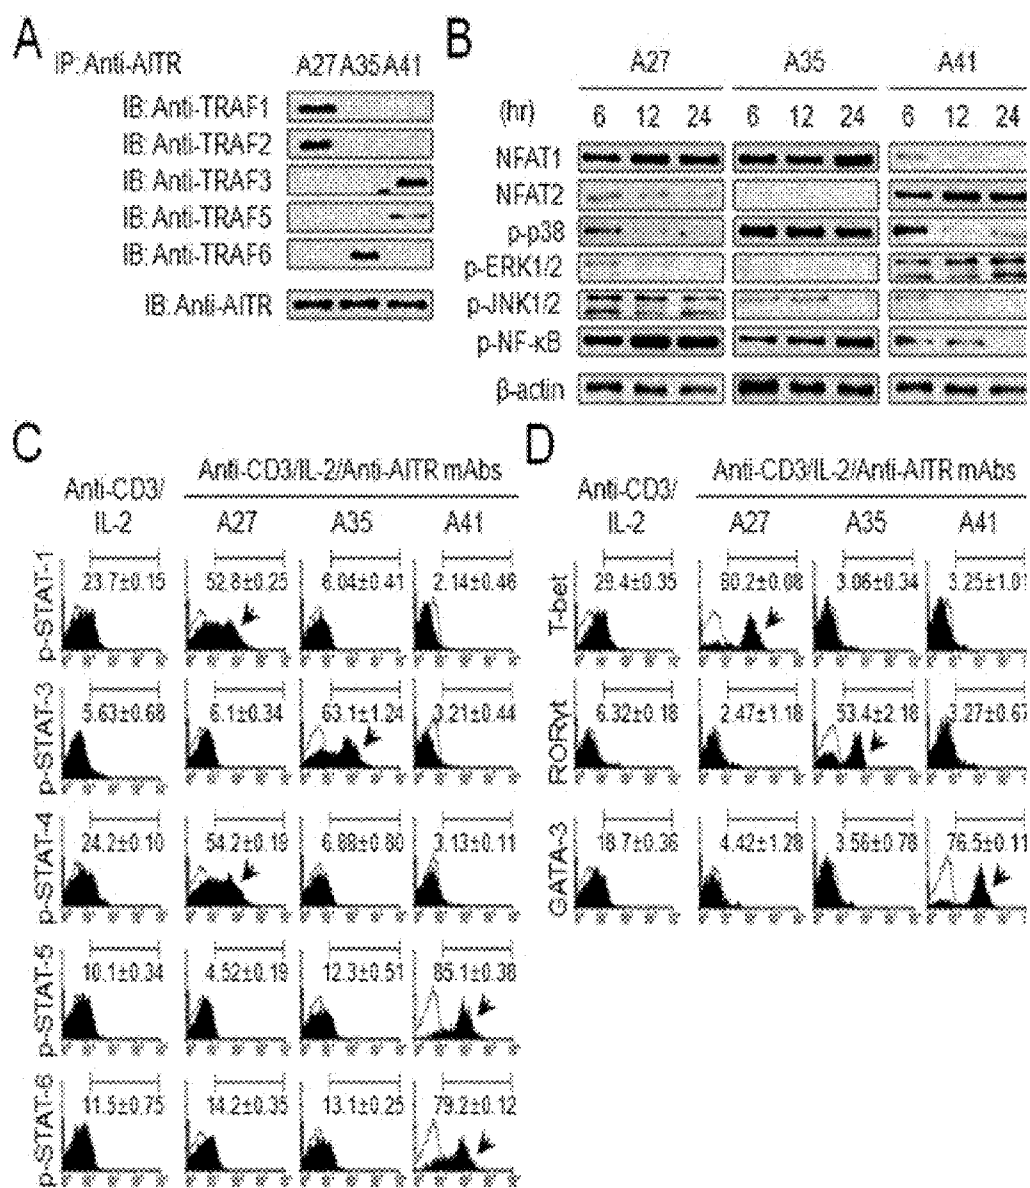 A
IP: Anti-AITR A27 A35 A41
IB: Anti-TRAF1
IB: Anti-TRAF2
IB: Anti-TRAF3
IB: Anti-TRAF5
IB: Anti-TRAF6
IB: Anti-AITR
B
A27 A35 A41
(hr) 6 12 24 6 12 24 6 12 24
NFAT1
NFAT2
p-p38
p-ERK1/2
p-JNK1/2
p-NF-κB
β-actin
C
Anti-CD3/IL-2/Anti-AITR mAbs
Anti-CD3/
IL-2 A27 A35 A41
p-STAT-1 23.7±0.15 52.8±0.25 6.04±0.41 2.14±0.46
p-STAT-3 5.63±0.68 6.1±0.34 63.1±1.24 3.21±0.44
p-STAT-4 24.2±0.10 54.2±0.19 6.88±0.80 3.13±0.11
p-STAT-5 10.1±0.34 4.52±0.19 12.3±0.51 85.1±0.38
p-STAT-6 11.5±0.75 14.2±0.35 13.1±0.25 79.2±0.12
D
Anti-CD3/IL-2/Anti-AITR mAbs
Anti-CD3/
IL-2 A27 A35 A41
T-bet 29.4±0.35 90.2±0.08 3.06±0.34 3.25±1.01
RORγt 6.32±0.18 2.47±1.18 53.4±2.18 3.27±0.67
GATA-3 18.7±0.36 4.42±1.28 3.56±0.78 76.5±0.11